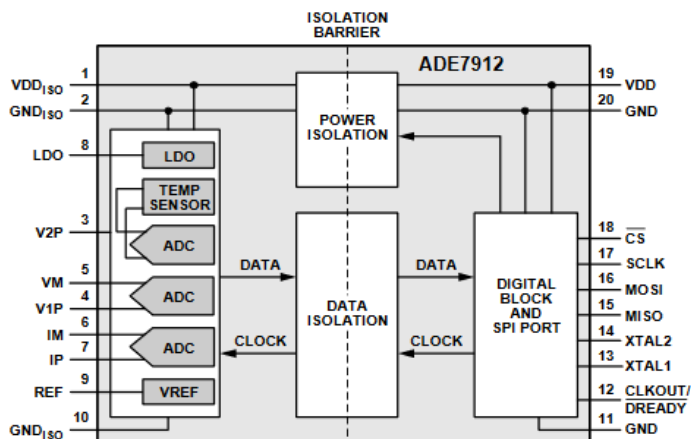 ISOLATION
BARRIER
ADE7912
1
VDDISO
2
GNDISO
8
LDO
3
V2P
5
VM
4
V1P
6
IM
7
IP
9
REF
10
GNDISO
LDO
TEMP
SENSOR
ADC
ADC
ADC
VREF
DATA
CLOCK
POWER
ISOLATION
DATA
ISOLATION
DATA
CLOCK
DIGITAL
BLOCK
AND
SPI PORT
19
VDD
20
GND
18
CS
17
SCLK
16
MOSI
15
MISO
14
XTAL2
13
XTAL1
12
CLKOUT/
DREADY
11
GND